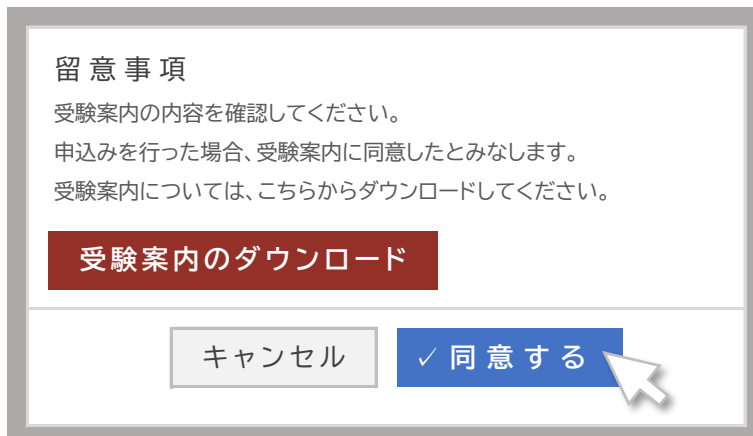 留意事項
受験案内の内容を確認してください。
申込みを行った場合、受験案内に同意したとみなします。
受験案内については、こちらからダウンロードしてください。
受験案内のダウンロード
キャンセル
✓同意する